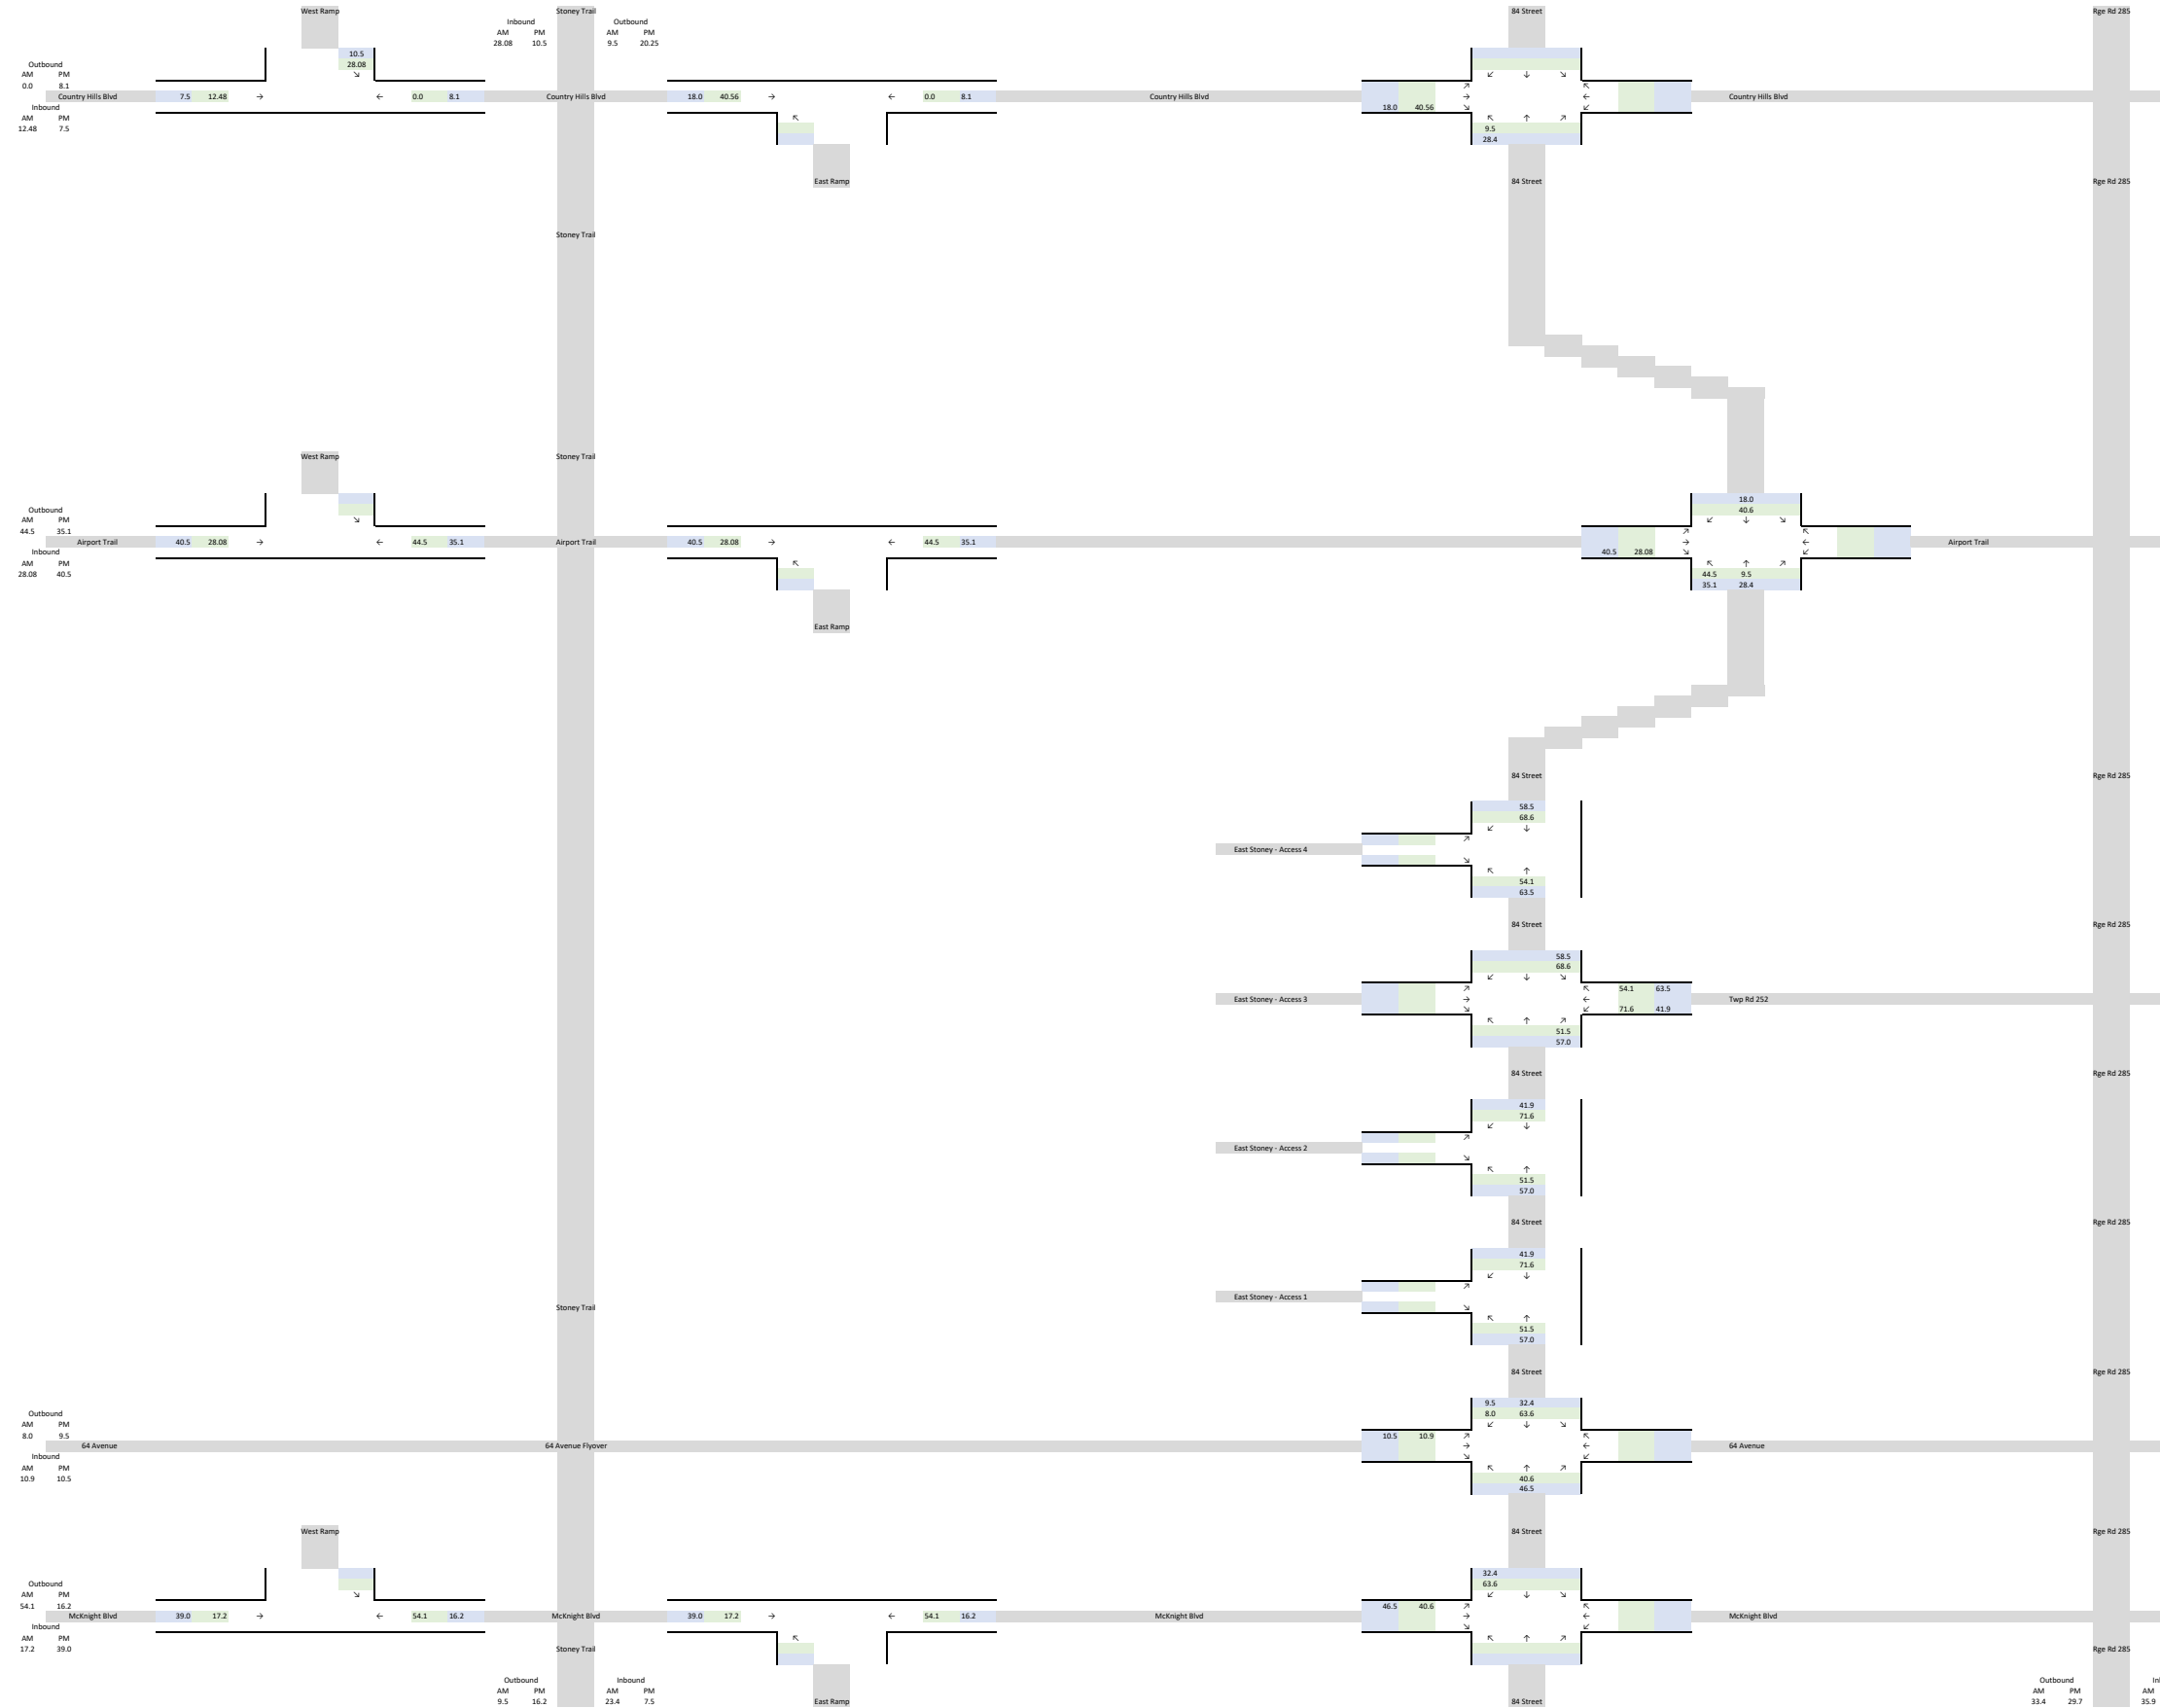 West Ramp Stoney Trail 84 Street Rge Rd 285
Inbound Outbound
AM PM AM PM
28.08 10.5 9.5 20.25
10.5
Outbound 28.08
AM PM ↘ ↙ ↓ ↘
0.0 8.1
Country Hills Blvd 7.5 12.48 → ← 0.0 8.1 Country Hills Blvd 18.0 40.56 → ← 0.0 8.1 Country Hills Blvd ↗ → ↘ ↖ ← ↙ Country Hills Blvd
Inbound 18.0 40.56
AM PM ↖ ↖ ↑ ↗
12.48 7.5 9.5
28.4
East Ramp 84 Street Rge Rd 285
Stoney Trail
West Ramp Stoney Trail
18.0
Outbound 40.6
AM PM ↘ ↙ ↓ ↘
44.5 35.1
Airport Trail 40.5 28.08 → ← 44.5 35.1 Airport Trail 40.5 28.08 → ← 44.5 35.1 ↗ → ↘ ↖ ← ↙ Airport Trail
Inbound 40.5 28.08
AM PM ↖ ↖ ↑ ↗
28.08 40.5 44.5 9.5
35.1 28.4
East Ramp
84 Street Rge Rd 285
58.5
68.6
↙ ↓
↗
East Stoney - Access 4
↘
↖ ↑
54.1
63.5
84 Street Rge Rd 285
58.5
68.6
↙ ↓ ↘
↗ ↖ 54.1 63.5
East Stoney - Access 3 → ← Twp Rd 252
↘ ↙ 71.6 41.9
↖ ↑ ↗
51.5
57.0
84 Street Rge Rd 285
41.9
71.6
↙ ↓
↗
East Stoney - Access 2
↘
↖ ↑
51.5
57.0
84 Street Rge Rd 285
41.9
71.6
↙ ↓
↗
East Stoney - Access 1
Stoney Trail ↘
↖ ↑
51.5
57.0
84 Street Rge Rd 285
9.5 32.4
Outbound 8.0 63.6
AM PM ↙ ↓ ↘
8.0 9.5 10.5 10.9 ↗ ↖
64 Avenue 64 Avenue Flyover → ← 64 Avenue
Inbound ↘ ↙
AM PM ↖ ↑ ↗
10.9 10.5 40.6
46.5
West Ramp 84 Street Rge Rd 285
32.4
Outbound 63.6
AM PM ↘ ↙ ↓ ↘
54.1 16.2 46.5 40.6 ↗ ↖
McKnight Blvd 39.0 17.2 → ← 54.1 16.2 McKnight Blvd 39.0 17.2 → ← 54.1 16.2 McKnight Blvd → ← McKnight Blvd
Inbound ↘ ↙
AM PM ↖ ↖ ↑ ↗
17.2 39.0 Stoney Trail Rge Rd 285
Outbound Inbound Outbound
AM PM AM PM AM PM AM
9.5 16.2 23.4 7.5 East Ramp 84 Street 33.4 29.7 35.9